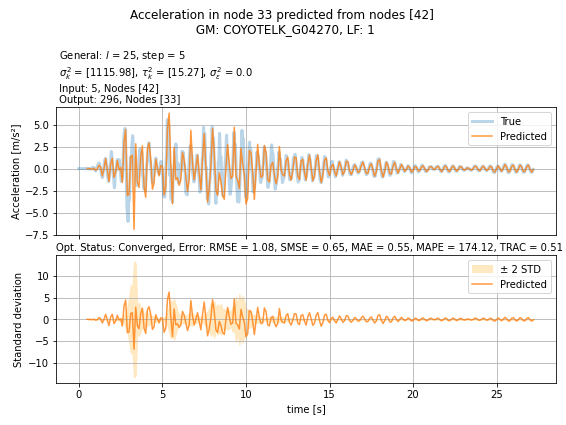 Acceleration in node 33 predicted from nodes [42]
GM: COYOTELK_G04270, LF: 1
General: l = 25, step = 5
σ²ₖ = [1115.98], τ²ₖ = [15.27], σ²_ε = 0.0
Input: 5, Nodes [42]
Output: 296, Nodes [33]
Acceleration [m/s²]
5.0
2.5
0.0
−2.5
−5.0
−7.5
True
Predicted
Opt. Status: Converged, Error: RMSE = 1.08, SMSE = 0.65, MAE = 0.55, MAPE = 174.12, TRAC = 0.51
Standard deviation
10
5
0
−5
−10
± 2 STD
Predicted
0 5 10 15 20 25
time [s]